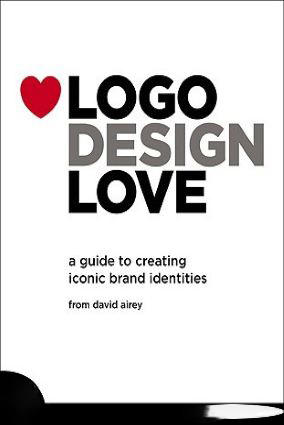 LOGO
DESIGN
LOVE
a guide to creating
iconic brand identities
from david airey